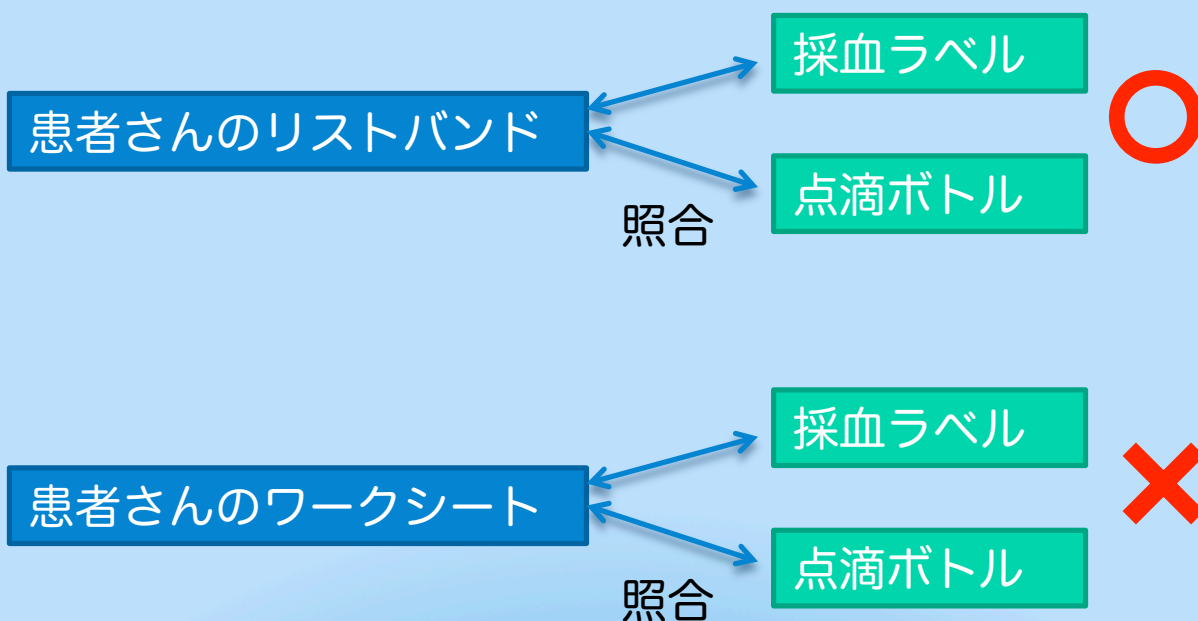 採血ラベル
患者さんのリストバンド
点滴ボトル
照合
採血ラベル
患者さんのワークシート
点滴ボトル
照合